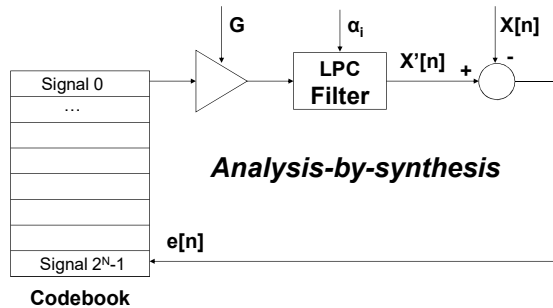 G
αᵢ
X[n]
-
Signal 0
LPC
Filter
X'[n]
+
...
Analysis-by-synthesis
e[n]
Signal 2ᴺ-1
Codebook